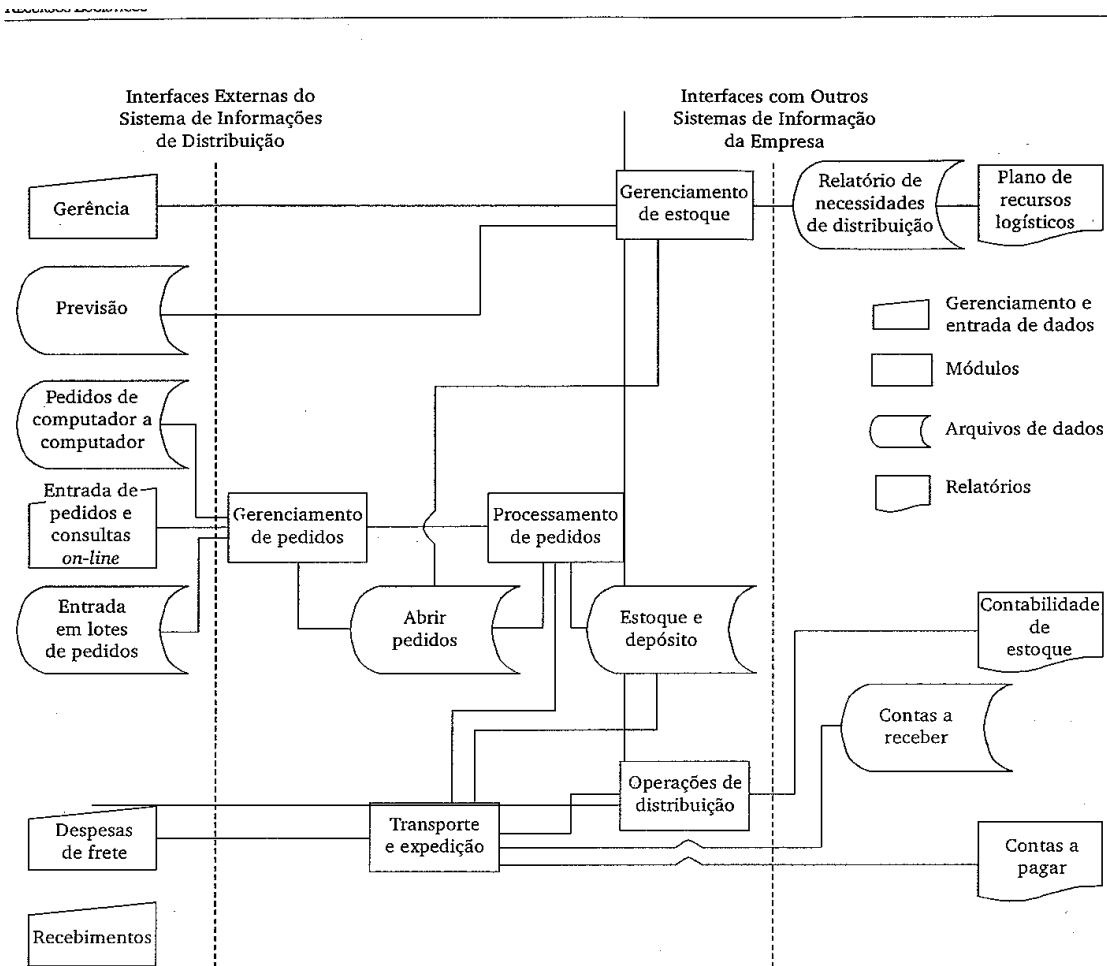 Interfaces Externas do
Sistema de Informações
de Distribuição
Interfaces com Outros
Sistemas de Informação
da Empresa
Gerência
Gerenciamento
de estoque
Relatório de
necessidades
de distribuição
Plano de
recursos
logísticos
Previsão
Gerenciamento e
entrada de dados
Módulos
Arquivos de dados
Relatórios
Pedidos de
computador a
computador
Entrada de
pedidos e
consultas
on-line
Gerenciamento
de pedidos
Processamento
de pedidos
Entrada
em lotes
de pedidos
Abrir
pedidos
Estoque e
depósito
Contabilidade
de
estoque
Contas a
receber
Operações de
distribuição
Despesas
de frete
Transporte
e expedição
Contas a
pagar
Recebimentos